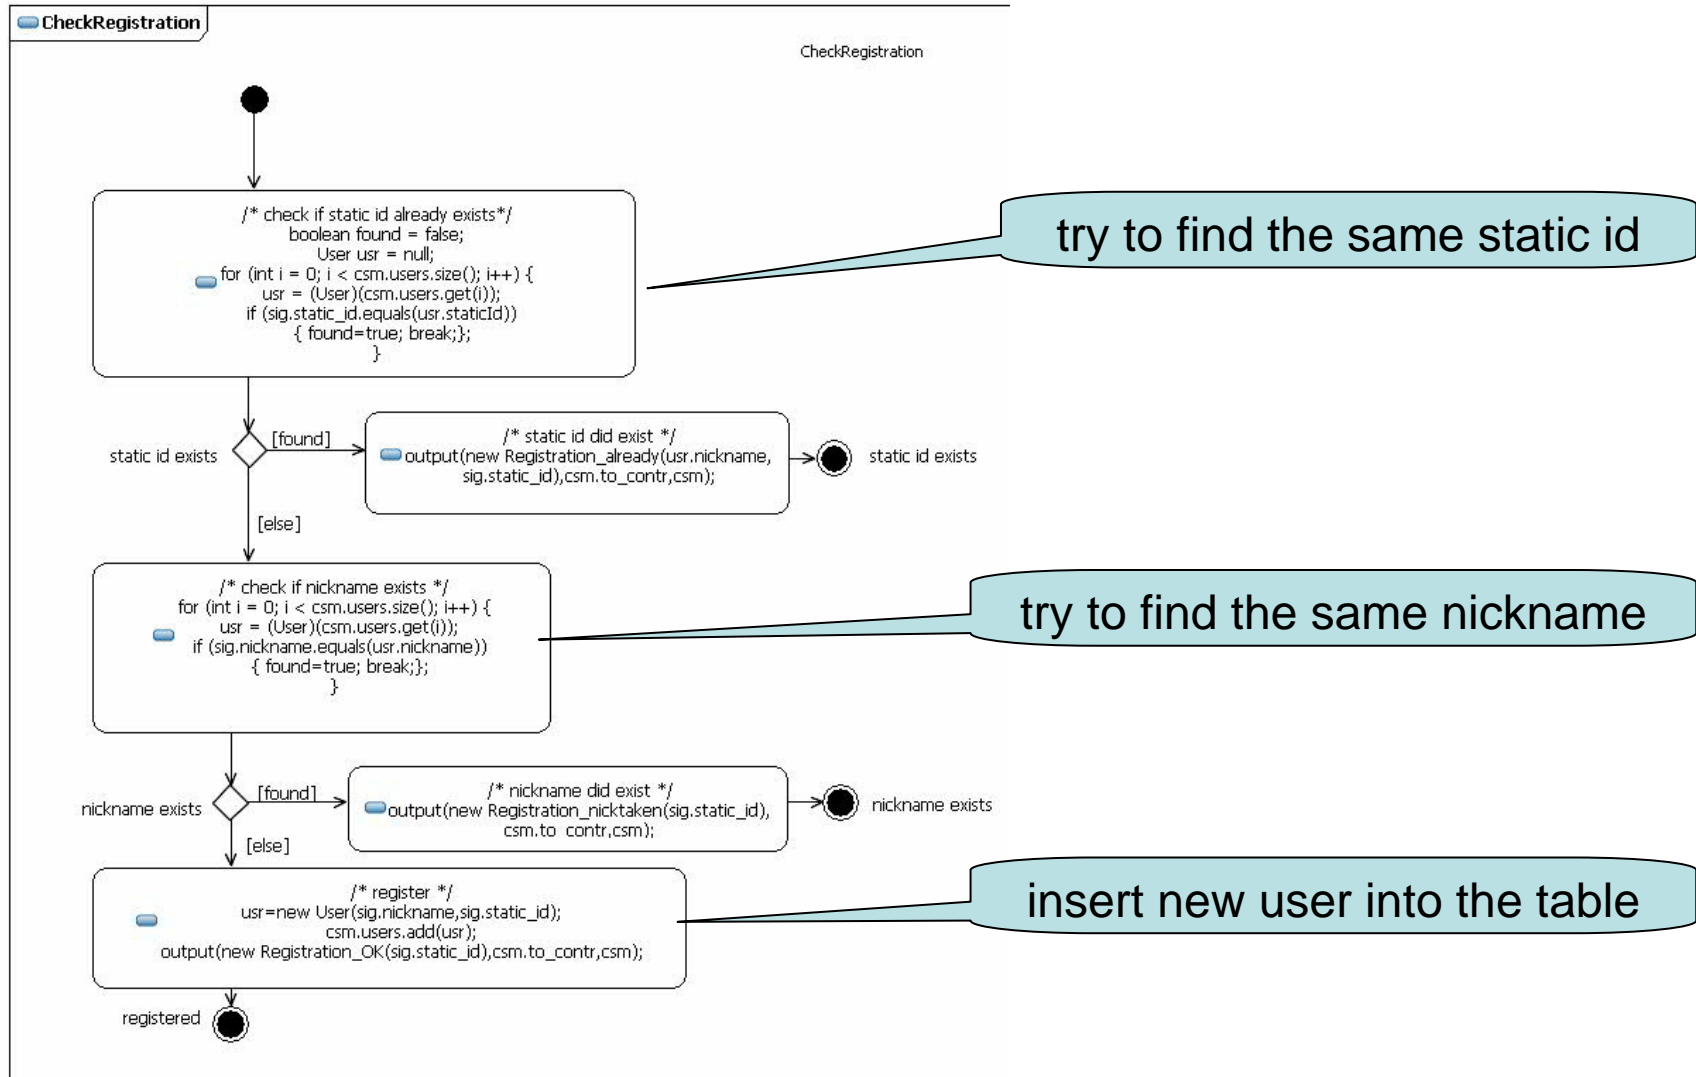 CheckRegistration
CheckRegistration
/* check if static id already exists*/
boolean found = false;
User usr = null;
for (int i = 0; i < csm.users.size(); i++) {
usr = (User)(csm.users.get(i));
if (sig.static_id.equals(usr.staticId))
{ found=true; break;};
}
try to find the same static id
static id exists
[found]
/* static id did exist */
output(new Registration_already(usr.nickname,
sig.static_id),csm.to_contr,csm);
static id exists
[else]
/* check if nickname exists */
for (int i = 0; i < csm.users.size(); i++) {
usr = (User)(csm.users.get(i));
if (sig.nickname.equals(usr.nickname))
{ found=true; break;};
}
try to find the same nickname
nickname exists
[found]
/* nickname did exist */
output(new Registration_nicktaken(sig.static_id),
csm.to_contr,csm);
nickname exists
[else]
/* register */
usr=new User(sig.nickname,sig.static_id);
csm.users.add(usr);
output(new Registration_OK(sig.static_id),csm.to_contr,csm);
insert new user into the table
registered